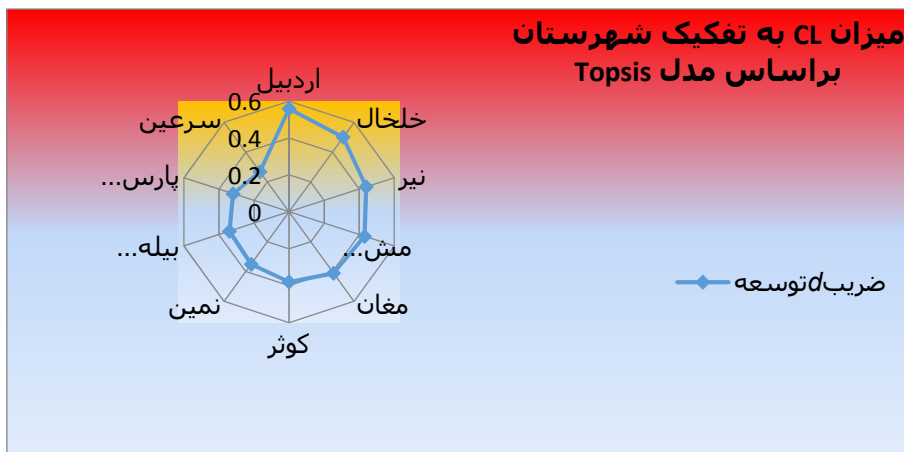 میزان CL به تفکیک شهرستان
براساس مدل Topsis
اردبیل
خلخال
نیر
مش...
مغان
کوثر
نمین
بیله...
پارس...
سرعین
0.6
0.4
0.2
0
ضریبdتوسعه